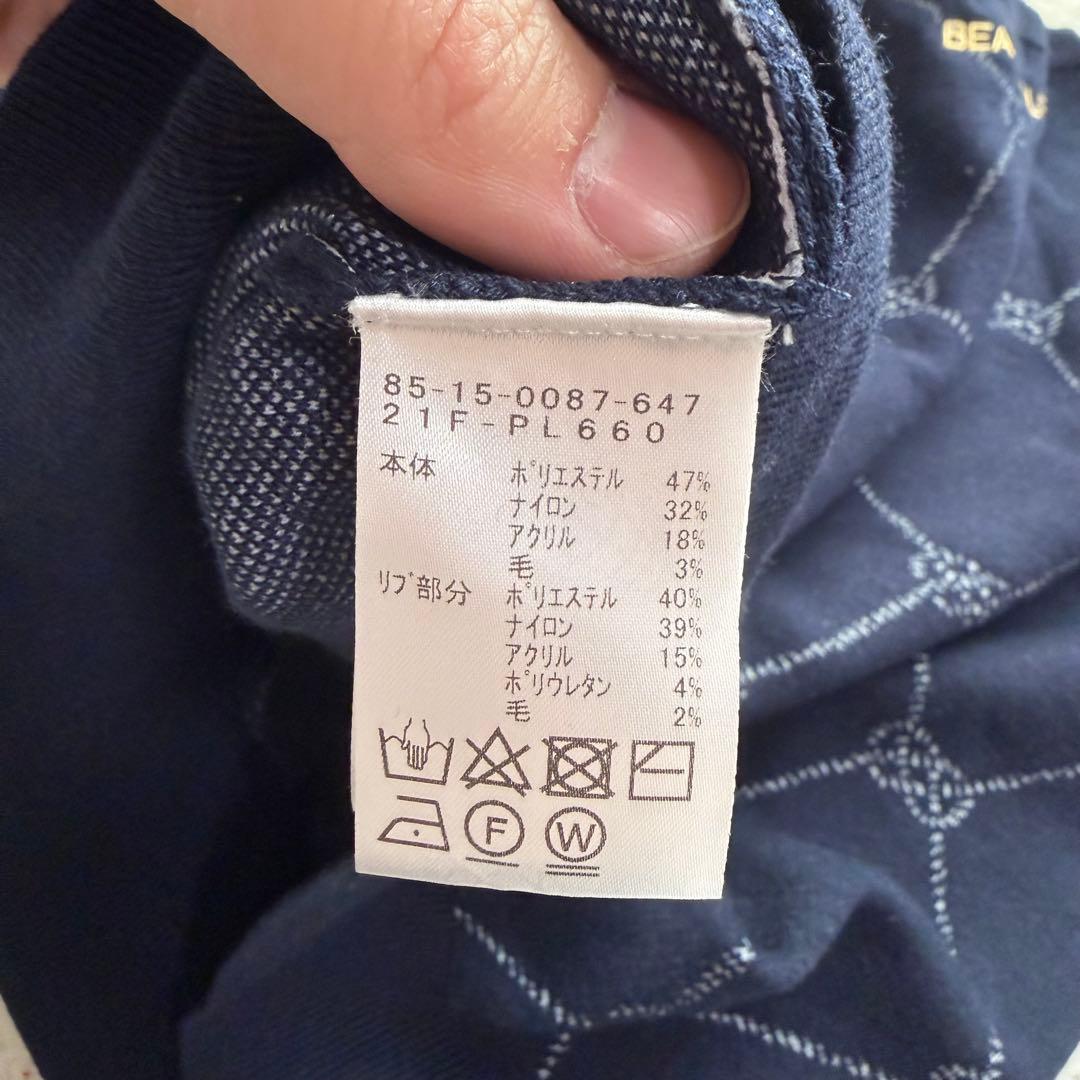 BEA
85-15-0087-647
21F-PL660
本体 ポリエステル 47%
ナイロン 32%
アクリル 18%
毛 3%
リブ部分 ポリエステル 40%
ナイロン 39%
アクリル 15%
ポリウレタン 4%
毛 2%
F W